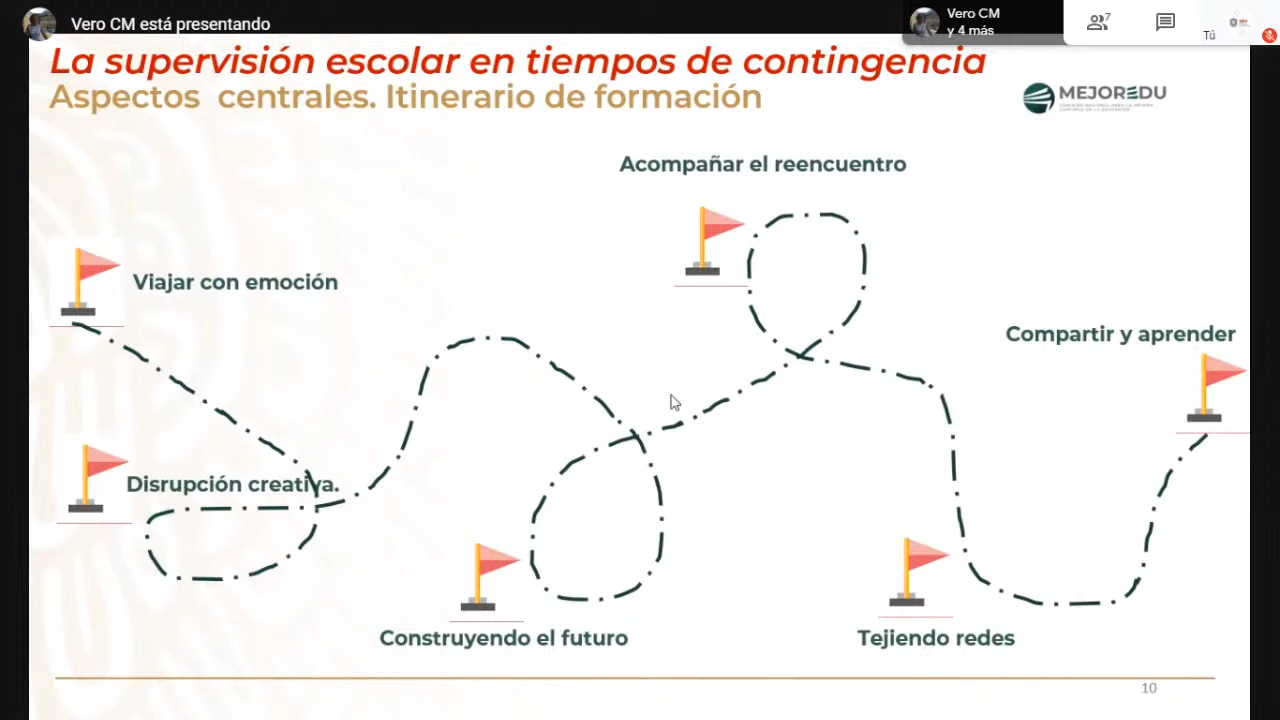 Vero CM está presentando
Vero CM
y 4 más
7
Tú
La supervisión escolar en tiempos de contingencia
Aspectos centrales. Itinerario de formación
MEJOREDU
Acompañar el reencuentro
Viajar con emoción
Compartir y aprender
Disrupción creativa.
Construyendo el futuro
Tejiendo redes
10